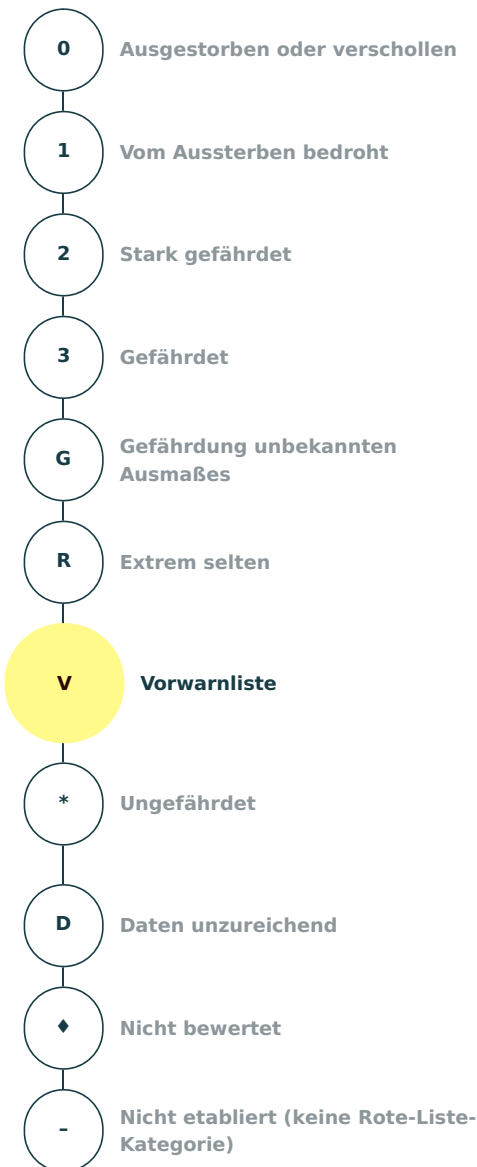 0 Ausgestorben oder verschollen
1 Vom Aussterben bedroht
2 Stark gefährdet
3 Gefährdet
G Gefährdung unbekannten
Ausmaßes
R Extrem selten
V Vorwarnliste
* Ungefährdet
D Daten unzureichend
♦ Nicht bewertet
– Nicht etabliert (keine Rote-Liste-
Kategorie)